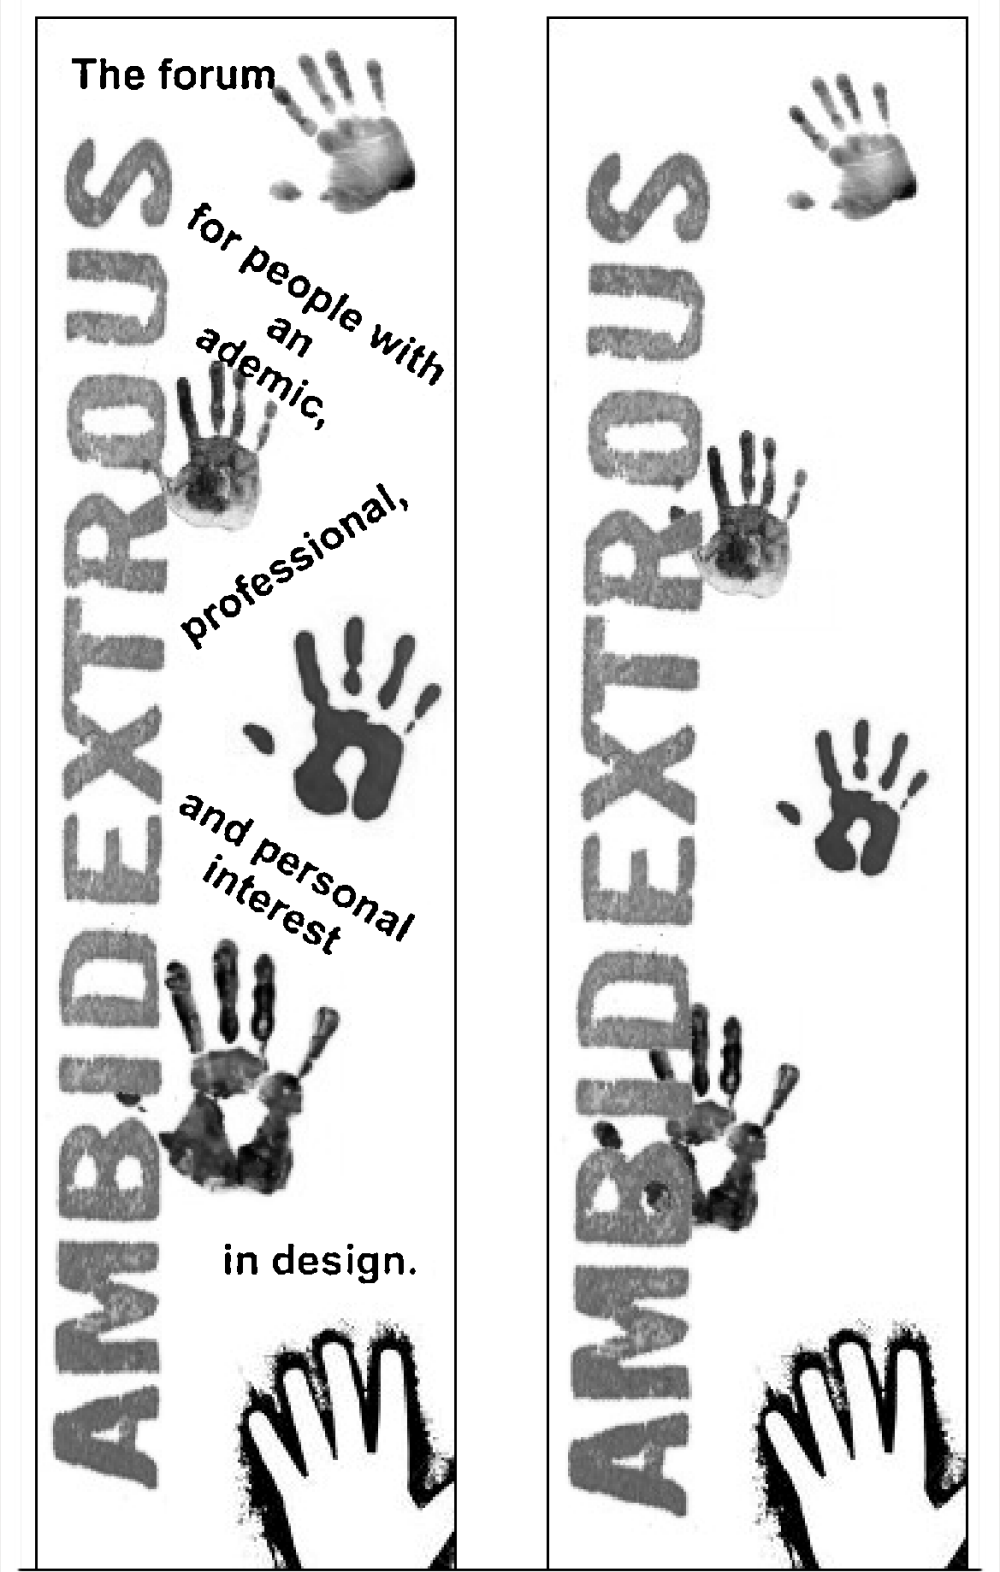 The forum
for people with
an
ademic,
professional,
and personal
interest
in design.
AMBIDEXTROUS
AMBIDEXTROUS